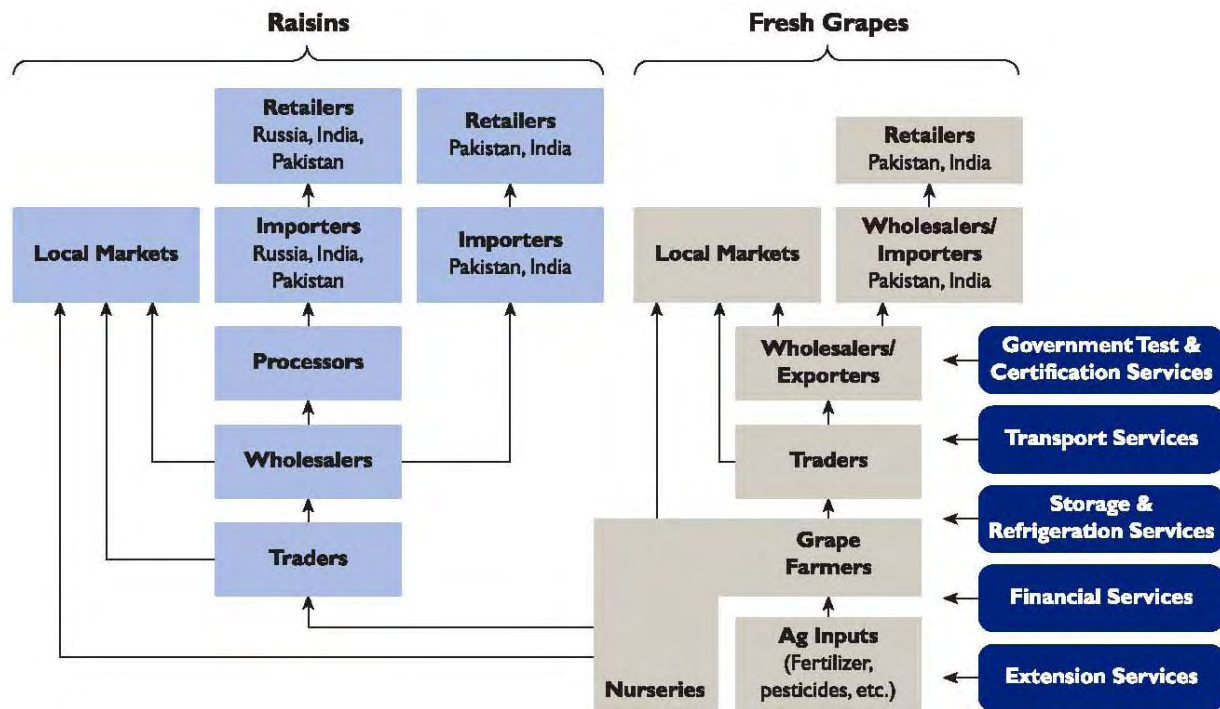 Raisins
Fresh Grapes
Retailers
Russia, India,
Pakistan
Retailers
Pakistan, India
Retailers
Pakistan, India
Local Markets
Importers
Russia, India,
Pakistan
Importers
Pakistan, India
Local Markets
Wholesalers/
Importers
Pakistan, India
Processors
Wholesalers/
Exporters
Government Test &
Certification Services
Wholesalers
Traders
Transport Services
Traders
Grape
Farmers
Storage &
Refrigeration Services
Financial Services
Nurseries
Ag Inputs
(Fertilizer,
pesticides, etc.)
Extension Services